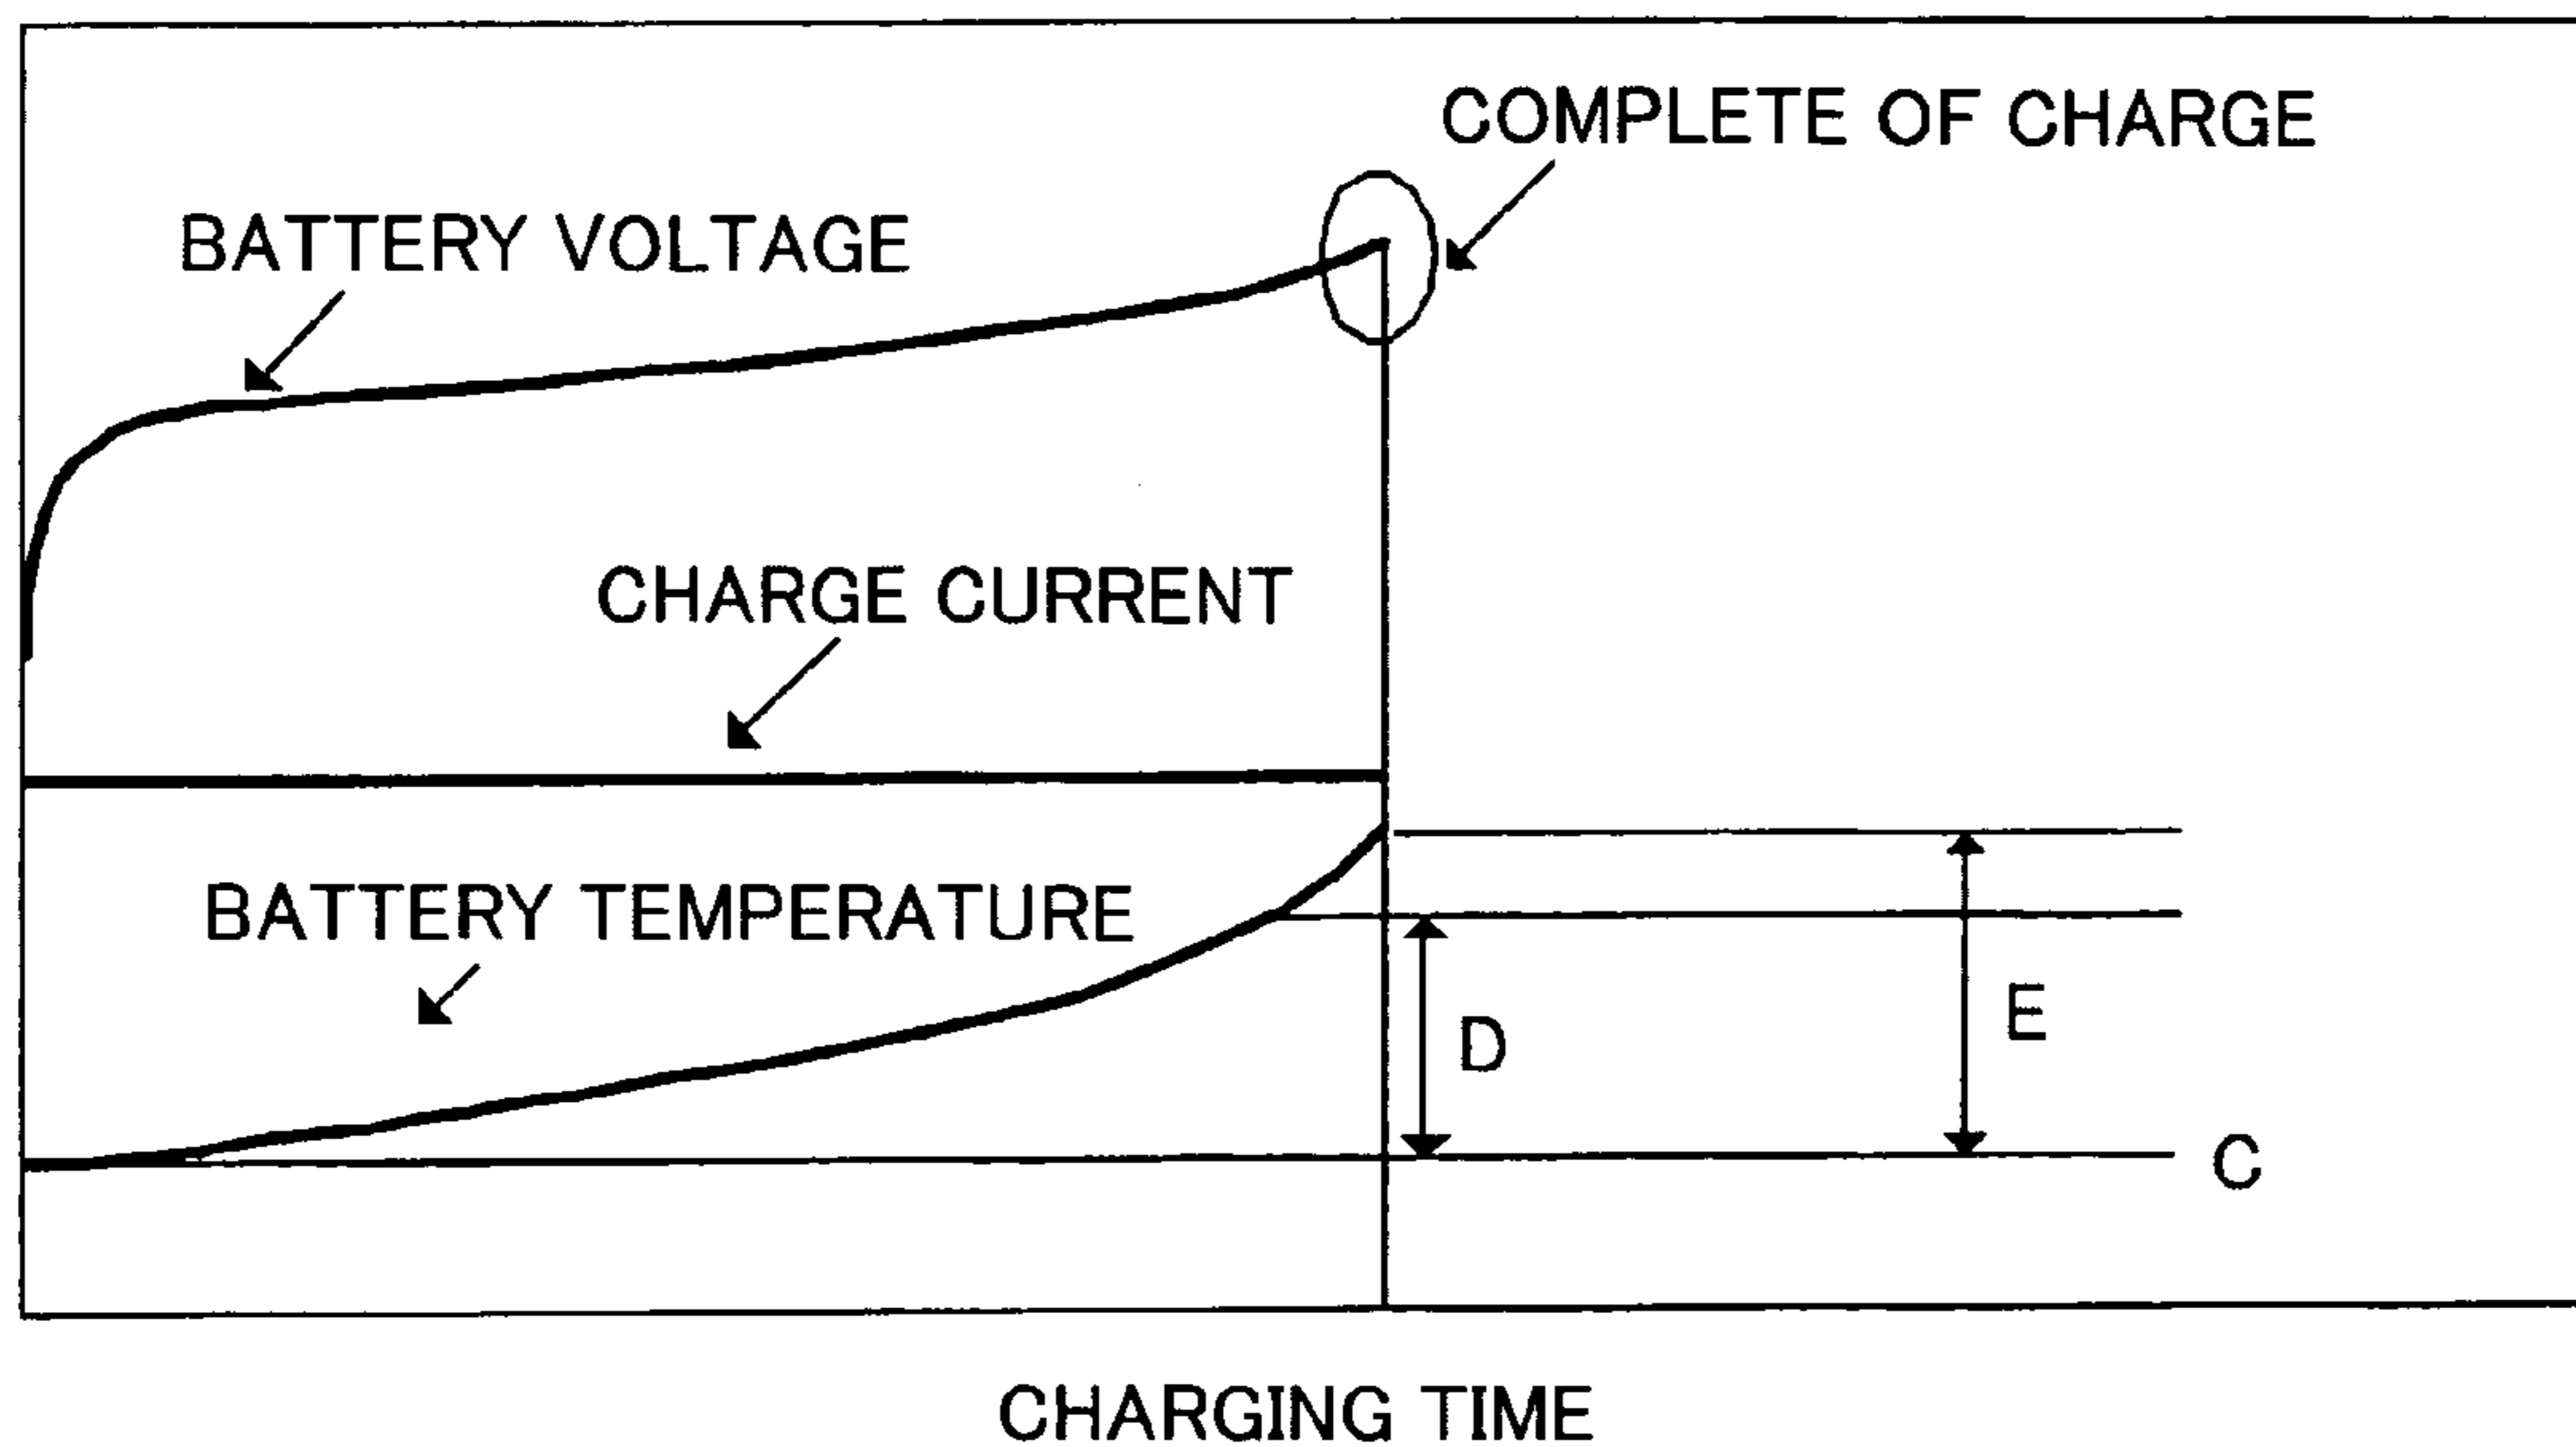 COMPLETE OF CHARGE
BATTERY VOLTAGE
CHARGE CURRENT
BATTERY TEMPERATURE
E
D
C
CHARGING TIME